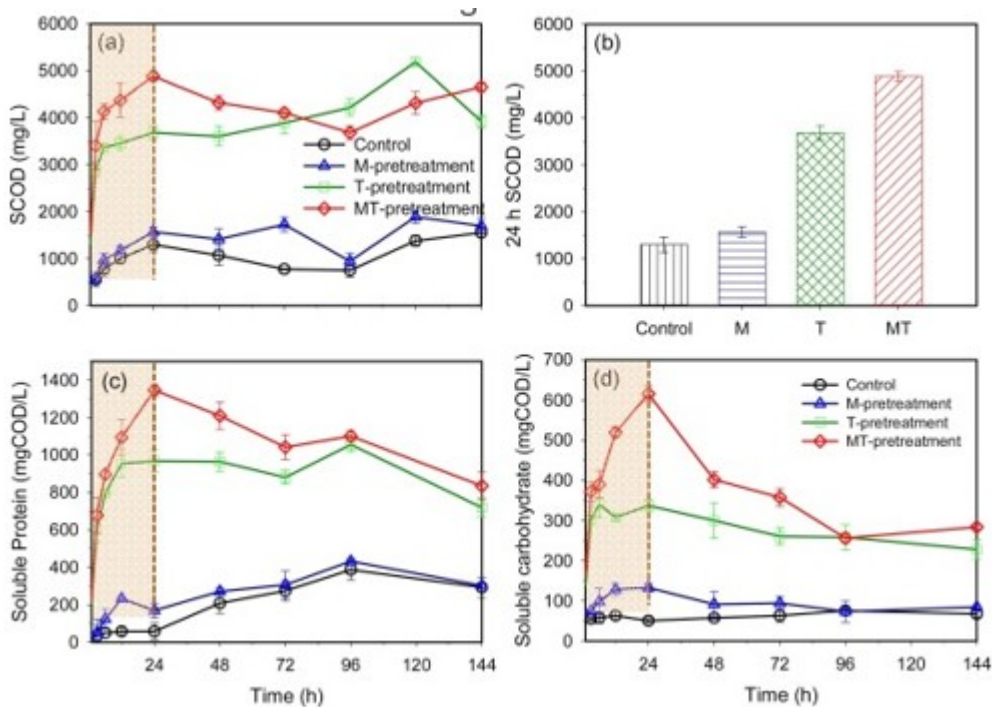 (a)
6000
5000
4000
3000
2000
1000
0
SCOD (mg/L)
Control
M-pretreatment
T-pretreatment
MT-pretreatment
(b)
6000
5000
4000
3000
2000
1000
0
24 h SCOD (mg/L)
Control M T MT
(c)
1400
1200
1000
800
600
400
200
0
Soluble Protein (mgCOD/L)
24 48 72 96 120 144
Time (h)
(d)
700
600
500
400
300
200
100
0
Soluble carbohydrate (mgCOD/L)
Control
M-pretreatment
T-pretreatment
MT-pretreatment
24 48 72 96 120 144
Time (h)